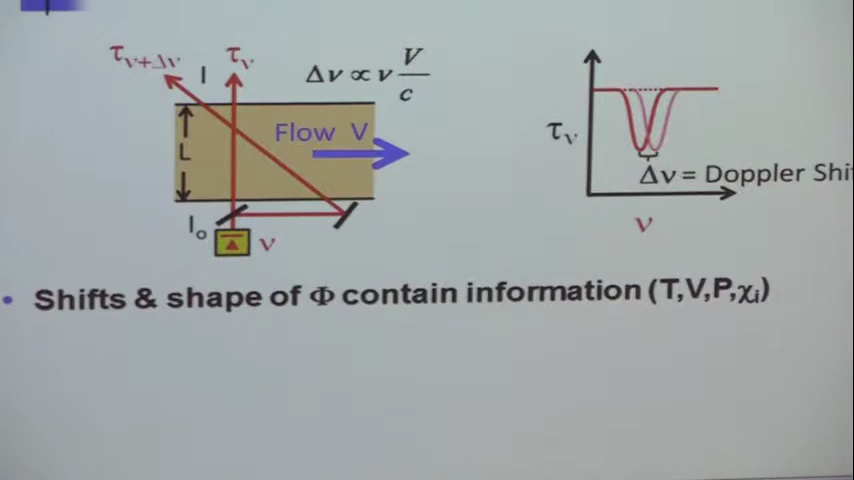 τν+Δν I τν Δν ∝ ν V/c
Flow V
L
τν
Δν = Doppler Shi
Io
ν
ν
• Shifts & shape of Φ contain information (T,V,P,χi)